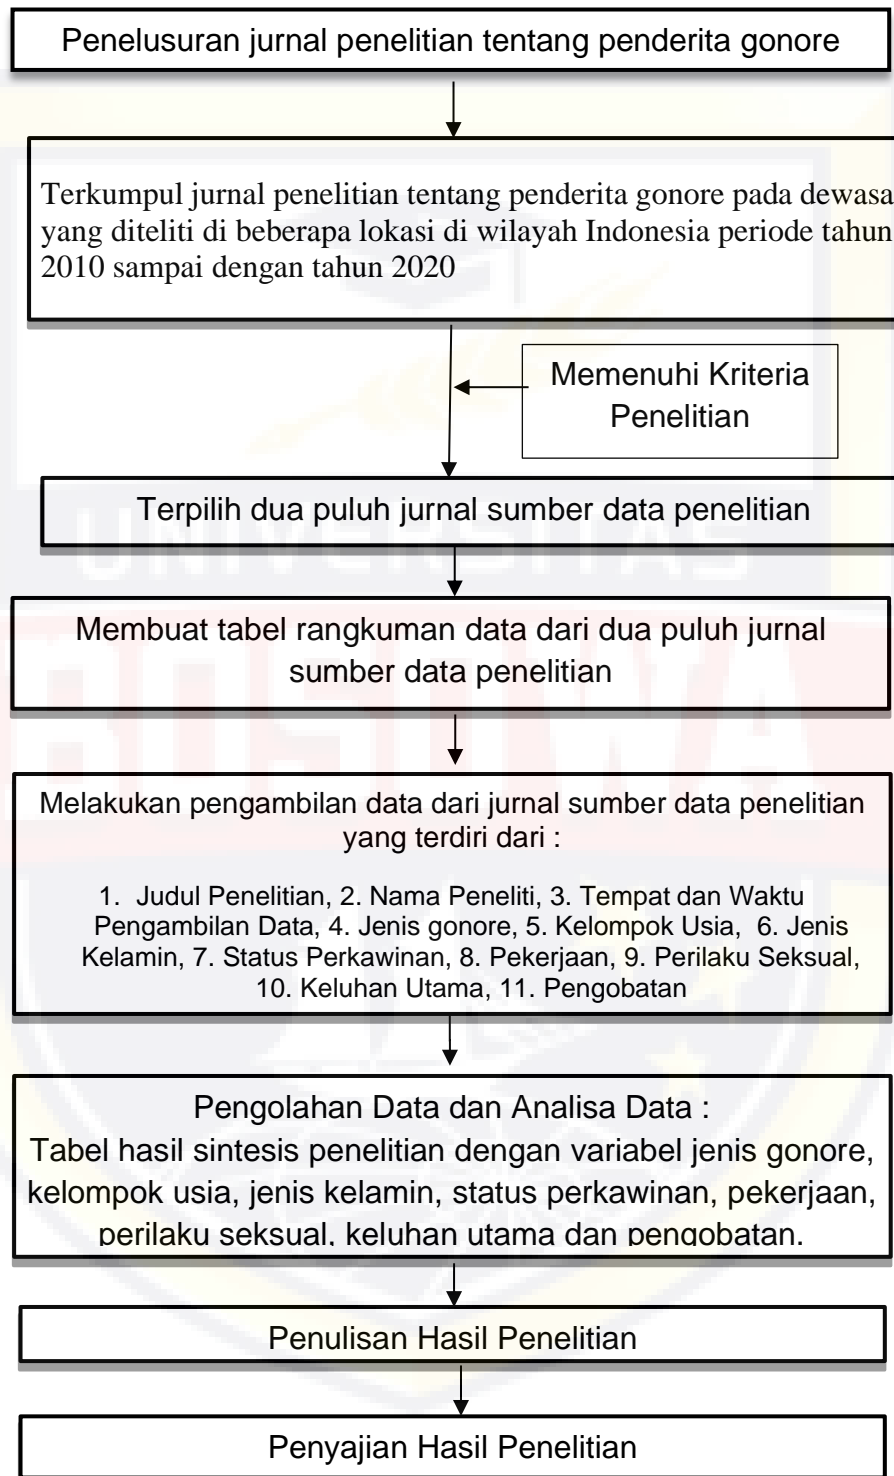 Penelusuran jurnal penelitian tentang penderita gonore
Terkumpul jurnal penelitian tentang penderita gonore pada dewasa
yang diteliti di beberapa lokasi di wilayah Indonesia periode tahun
2010 sampai dengan tahun 2020
Memenuhi Kriteria
Penelitian
Terpilih dua puluh jurnal sumber data penelitian
UNIVERSITAS
Membuat tabel rangkuman data dari dua puluh jurnal
sumber data penelitian
BOSOWA
Melakukan pengambilan data dari jurnal sumber data penelitian
yang terdiri dari :
1. Judul Penelitian, 2. Nama Peneliti, 3. Tempat dan Waktu
Pengambilan Data, 4. Jenis gonore, 5. Kelompok Usia, 6. Jenis
Kelamin, 7. Status Perkawinan, 8. Pekerjaan, 9. Perilaku Seksual,
10. Keluhan Utama, 11. Pengobatan
Pengolahan Data dan Analisa Data :
Tabel hasil sintesis penelitian dengan variabel jenis gonore,
kelompok usia, jenis kelamin, status perkawinan, pekerjaan,
perilaku seksual, keluhan utama dan pengobatan.
Penulisan Hasil Penelitian
Penyajian Hasil Penelitian